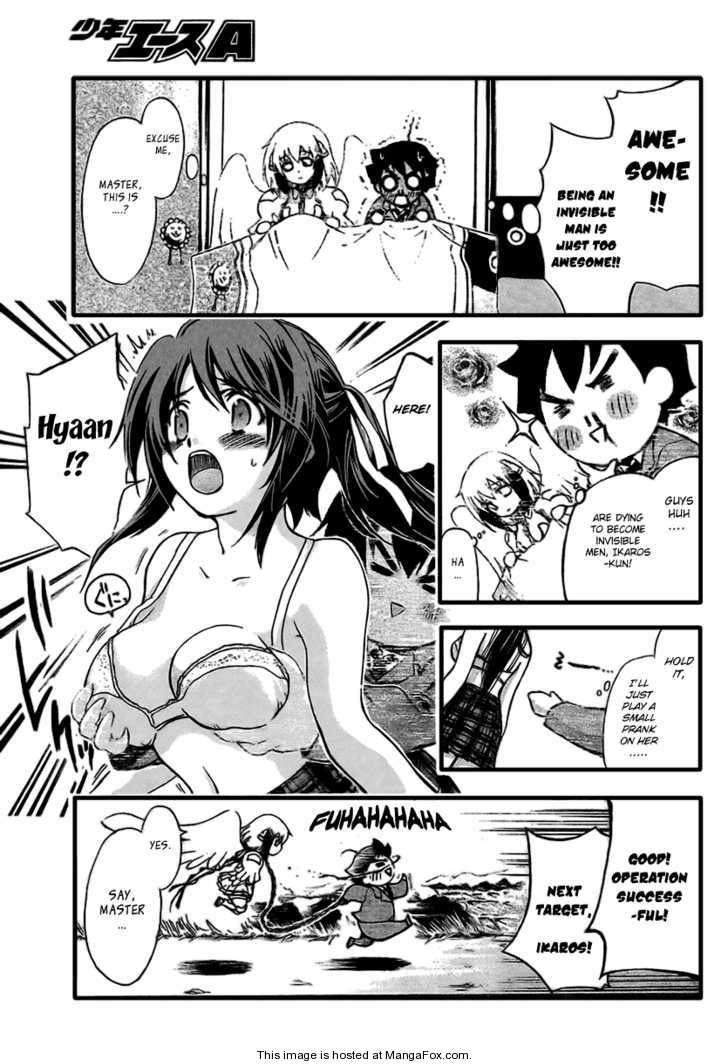 少年エースA
AWE-
SOME
!!
BEING AN
INVISIBLE
MAN IS
JUST TOO
AWESOME!!
EXCUSE
ME,
MASTER,
THIS IS
....?
GUYS
HUH
....
ARE DYING
TO BECOME
INVISIBLE
MEN, IKAROS
-KUN!
HA
...
HOLD
IT,
I'LL
JUST
PLAY A
SMALL
PRANK
ON HER
.....
HERE!
Hyaan
!?
ぐにっ
GOOD!
OPERATION
SUCCESS
-FUL!
NEXT
TARGET,
IKAROS!
FUHAHAHAHA
YES.
SAY,
MASTER
...
This image is hosted at MangaFox.com.